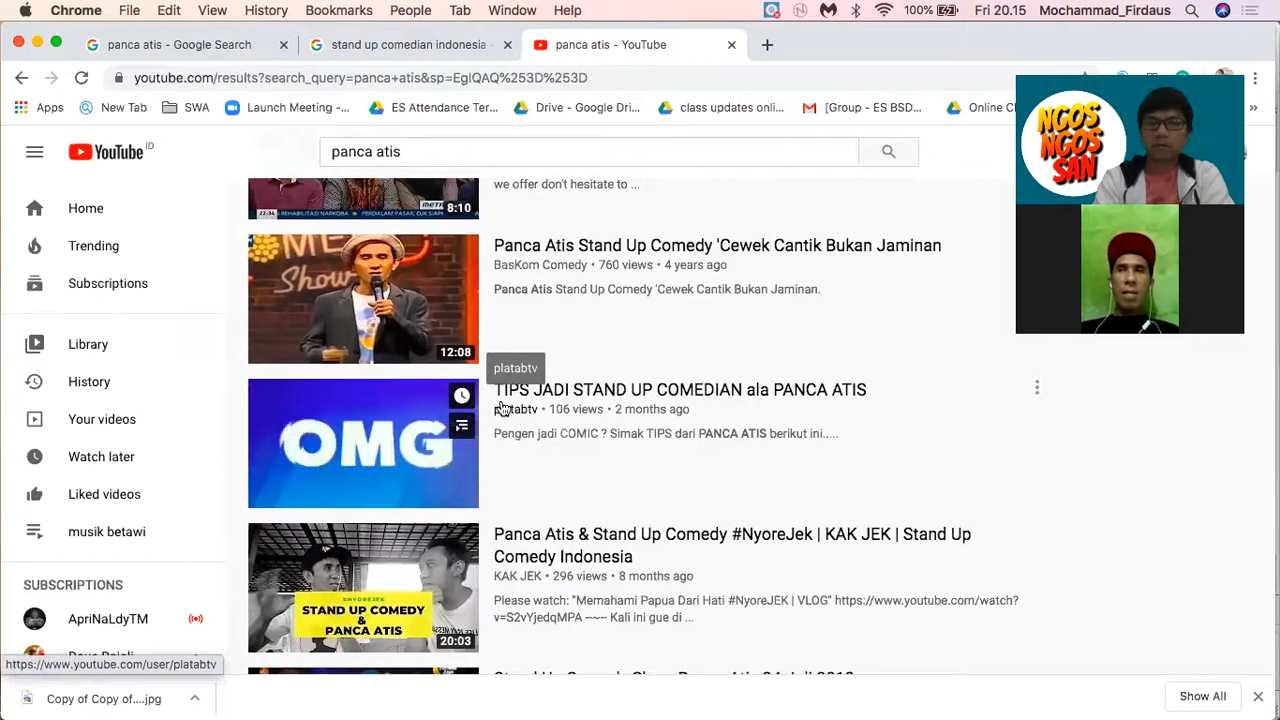 Chrome File Edit View History Bookmarks People Tab Window Help 100% Fri 20.15 Mochammad_Firdaus
panca atis - Google Search
stand up comedian indonesia
panca atis - YouTube
youtube.com/results?search_query=panca+atis&sp=EgIQAQ%253D%253D
Apps New Tab SWA Launch Meeting -... ES Attendance Ter... Drive - Google Dri... class updates onli... [Group - ES BSD... Online Cl
YouTube ID
panca atis
NGOS
NGOS
SAN
Home
Trending
Subscriptions
Library
History
Your videos
Watch later
Liked videos
musik betawi
SUBSCRIPTIONS
ApriNaLdyTM
we offer don't hesitate to ...
8:10
Panca Atis Stand Up Comedy 'Cewek Cantik Bukan Jaminan
BasKom Comedy • 760 views • 4 years ago
Panca Atis Stand Up Comedy 'Cewek Cantik Bukan Jaminan.
Show
12:08
platabtv
TIPS JADI STAND UP COMEDIAN ala PANCA ATIS
platabtv • 106 views • 2 months ago
Pengen jadi COMIC ? Simak TIPS dari PANCA ATIS berikut ini....
OMG
Panca Atis & Stand Up Comedy #NyoreJek | KAK JEK | Stand Up
Comedy Indonesia
KAK JEK • 296 views • 8 months ago
Please watch: "Memahami Papua Dari Hati #NyoreJEK | VLOG" https://www.youtube.com/watch?
v=S2vYjedqMPA --~-- Kali ini gue di ...
#NYOREJEK
STAND UP COMEDY
&
PANCA ATIS
20:03
https://www.youtube.com/user/platabtv
Copy of Copy of....jpg
Show All